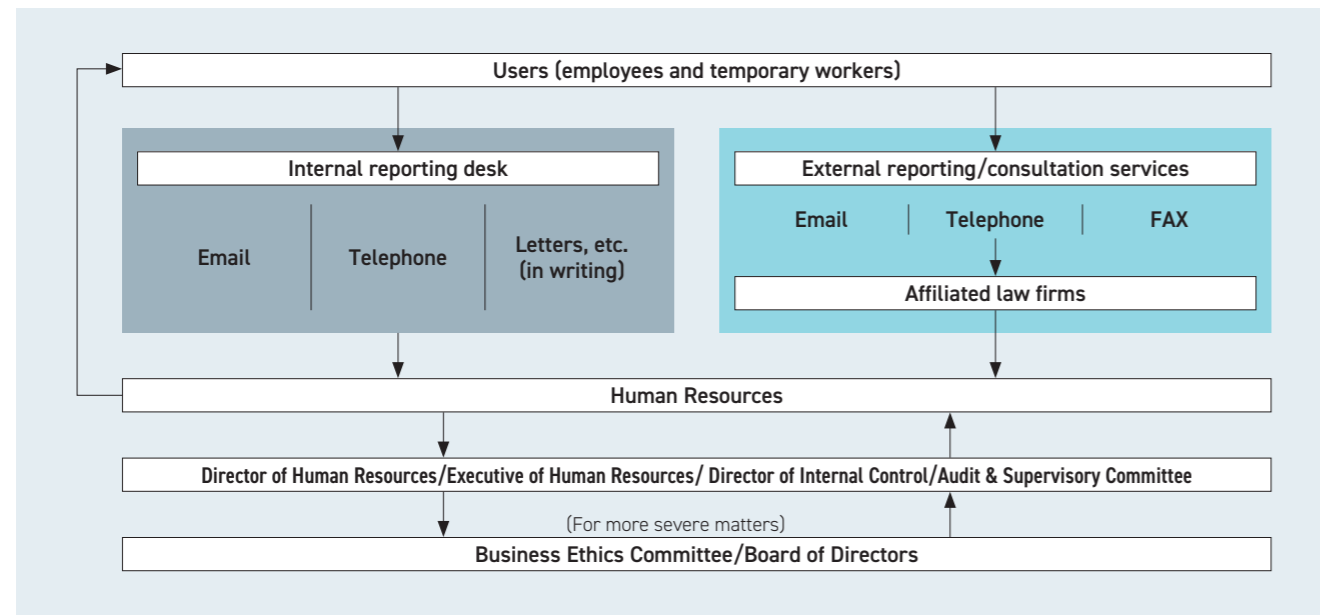 Users (employees and temporary workers)
Internal reporting desk
Email
Telephone
Letters, etc.
(in writing)
External reporting/consultation services
Email
Telephone
FAX
Affiliated law firms
Human Resources
Director of Human Resources/Executive of Human Resources/ Director of Internal Control/Audit & Supervisory Committee
(For more severe matters)
Business Ethics Committee/Board of Directors